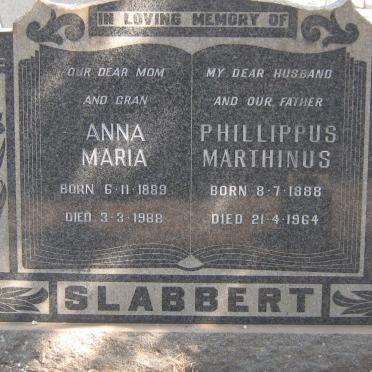 IN LOVING MEMORY OF
OUR DEAR MOM
AND GRAN
ANNA
MARIA
BORN 6-11-1889
DIED 3-3-1988
MY DEAR HUSBAND
AND OUR FATHER
PHILLIPPUS
MARTHINUS
BORN 8-7-1888
DIED 21-4-1964
SLABBERT